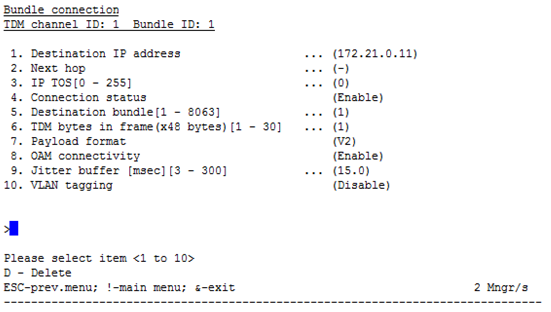 Bundle connection
TDM channel ID: 1  Bundle ID: 1
1. Destination IP address ... (172.21.0.11)
2. Next hop ... (-)
3. IP TOS[0 - 255] ... (0)
4. Connection status (Enable)
5. Destination bundle[1 - 8063] ... (1)
6. TDM bytes in frame(x48 bytes)[1 - 30] ... (1)
7. Payload format (V2)
8. OAM connectivity (Enable)
9. Jitter buffer [msec][3 - 300] ... (15.0)
10. VLAN tagging (Disable)
>
Please select item <1 to 10>
D - Delete
ESC-prev.menu; !-main menu; &-exit 2 Mngr/s
--------------------------------------------------------------------------------